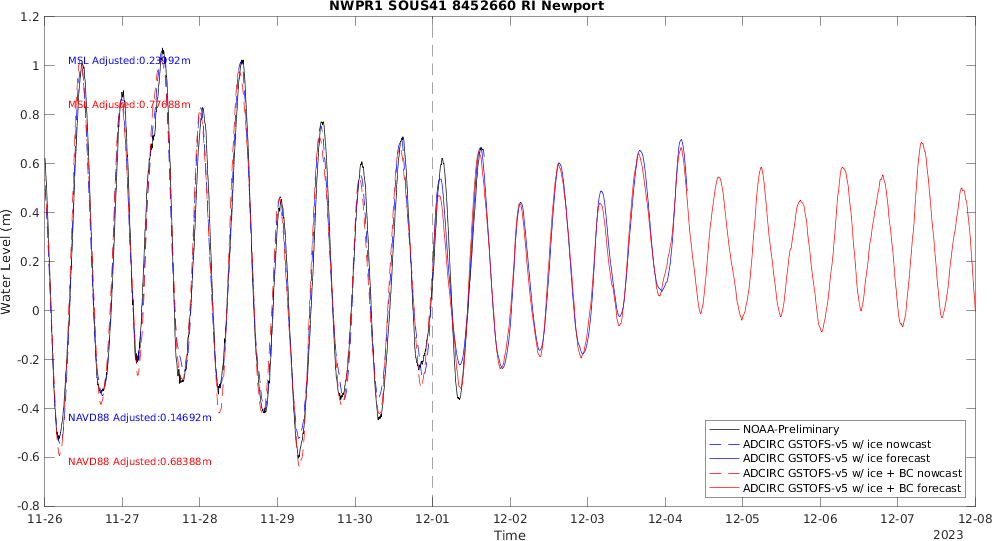 NWPR1 SOUS41 8452660 RI Newport
1.2
1
0.8
0.6
0.4
0.2
0
-0.2
-0.4
-0.6
-0.8
Water Level (m)
MSL Adjusted:0.23992m
MSL Adjusted:0.77688m
NAVD88 Adjusted:0.14692m
NAVD88 Adjusted:0.68388m
NOAA-Preliminary
ADCIRC GSTOFS-v5 w/ ice nowcast
ADCIRC GSTOFS-v5 w/ ice forecast
ADCIRC GSTOFS-v5 w/ ice + BC nowcast
ADCIRC GSTOFS-v5 w/ ice + BC forecast
11-26 11-27 11-28 11-29 11-30 12-01 12-02 12-03 12-04 12-05 12-06 12-07 12-08
Time
2023